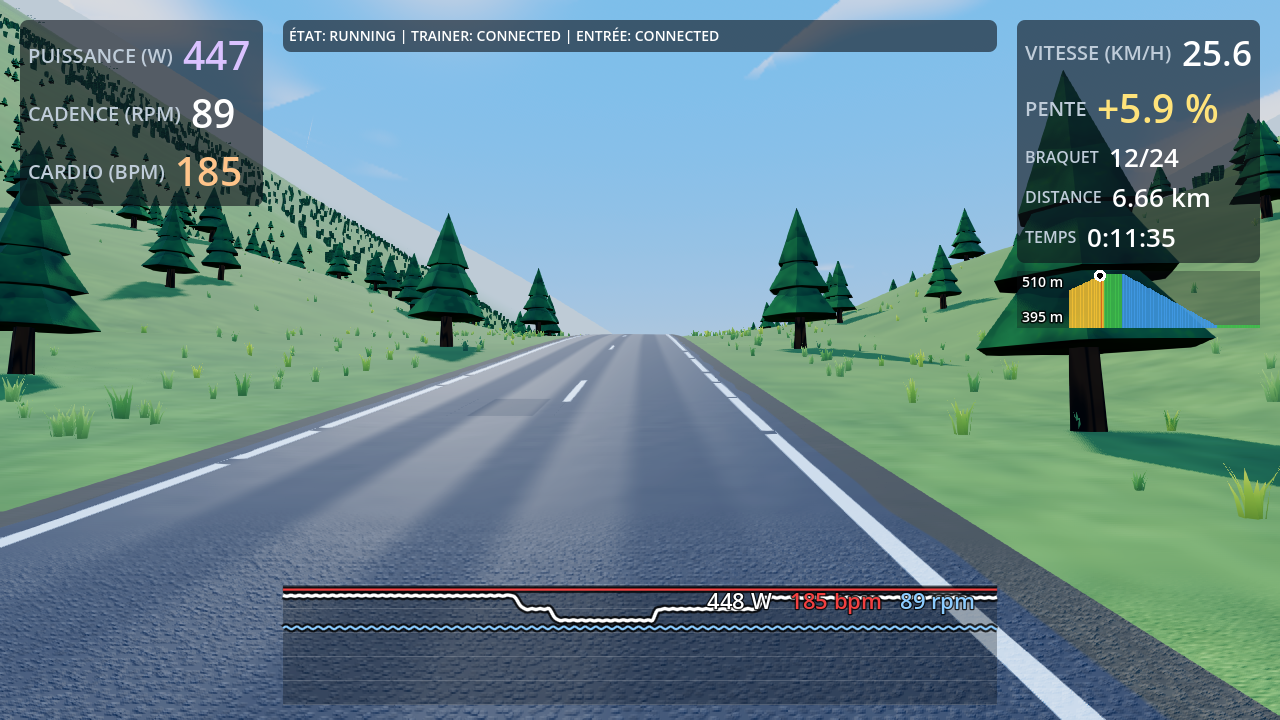 PUISSANCE (W) 447
CADENCE (RPM) 89
CARDIO (BPM) 185
ÉTAT: RUNNING | TRAINER: CONNECTED | ENTRÉE: CONNECTED
VITESSE (KM/H) 25.6
PENTE +5.9 %
BRAQUET 12/24
DISTANCE 6.66 km
TEMPS 0:11:35
510 m
395 m
448 W 185 bpm 89 rpm